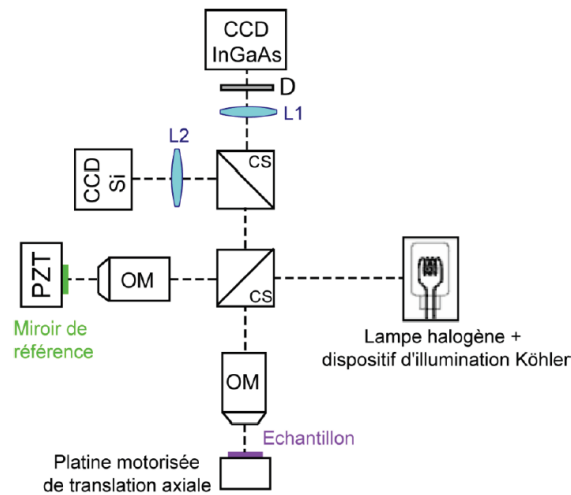 CCD
InGaAs
D
L1
L2
CS
CCD
Si
PZT
OM
CS
Miroir de
référence
Lampe halogène +
dispositif d'illumination Köhler
OM
Echantillon
Platine motorisée
de translation axiale